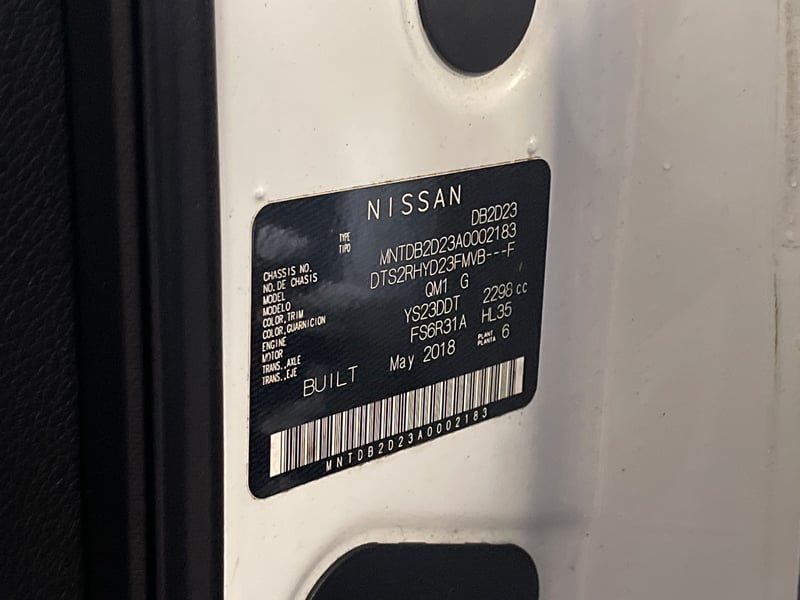 NISSAN
TYPE DB2D23
TIPO
CHASSIS NO. MNTDB2D23A0002183
NO. DE CHASIS
MODEL DTS2RHYD23FMVB---F
MODELO
COLOR,TRIM QM1 G /
COLOR,GUARNICION
ENGINE YS23DDT 2298 cc
MOTOR
TRANS.,AXLE FS6R31A HL35
TRANS.,EJE
PLANT 6
PLANTA
BUILT May 2018
MNTDB2D23A0002183